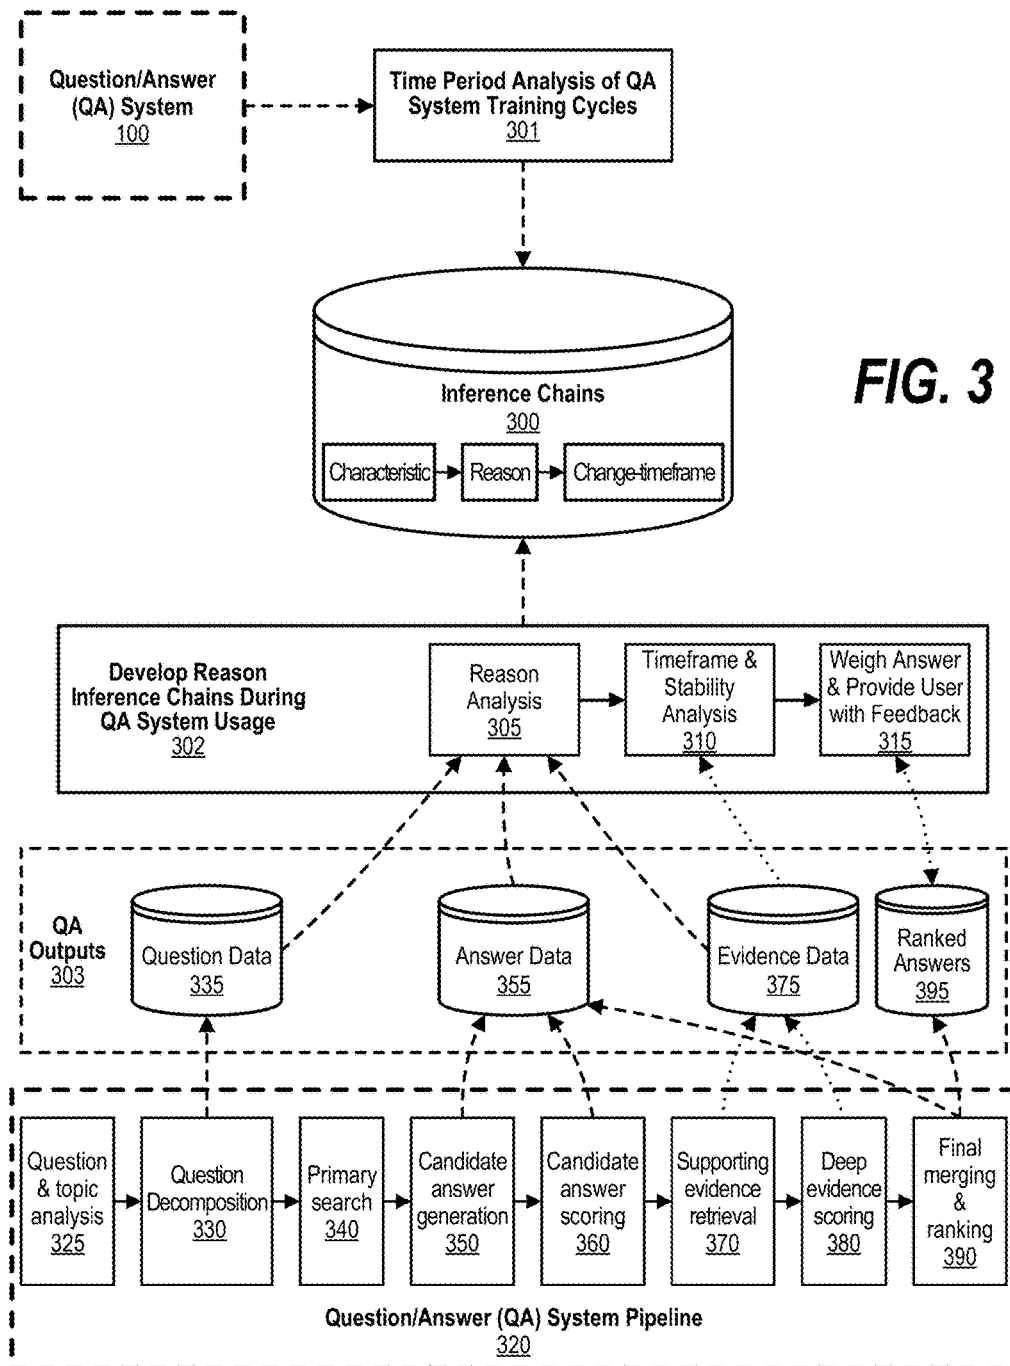 Question/Answer
(QA) System
100
Time Period Analysis of QA
System Training Cycles
301
FIG. 3
Inference Chains
300
Characteristic
Reason
Change-timeframe
Develop Reason
Inference Chains During
QA System Usage
302
Reason
Analysis
305
Timeframe &
Stability
Analysis
310
Weigh Answer
& Provide User
with Feedback
315
QA
Outputs
303
Question Data
335
Answer Data
355
Evidence Data
375
Ranked
Answers
395
Question
& topic
analysis
325
Question
Decomposition
330
Primary
search
340
Candidate
answer
generation
350
Candidate
answer
scoring
360
Supporting
evidence
retrieval
370
Deep
evidence
scoring
380
Final
merging
&
ranking
390
Question/Answer (QA) System Pipeline
320